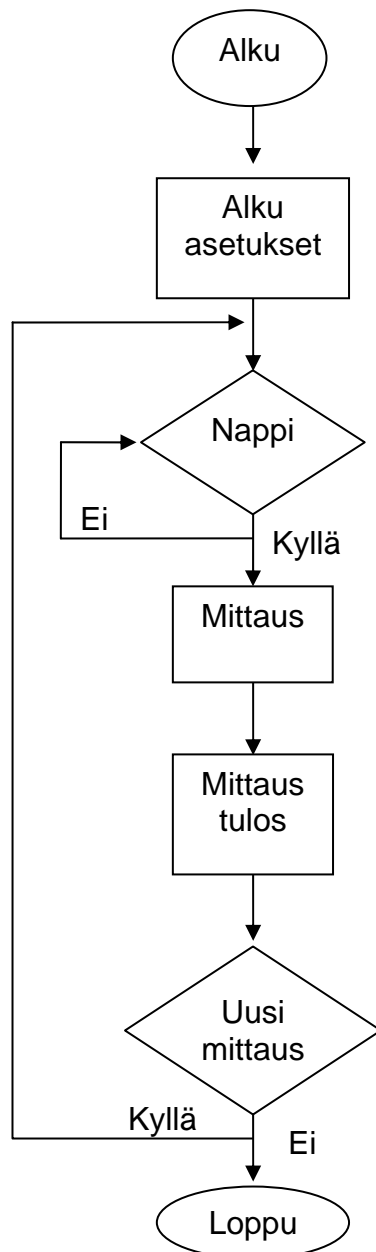 Alku
Alku
asetukset
Nappi
Ei
Kyllä
Mittaus
Mittaus
tulos
Uusi
mittaus
Kyllä
Ei
Loppu